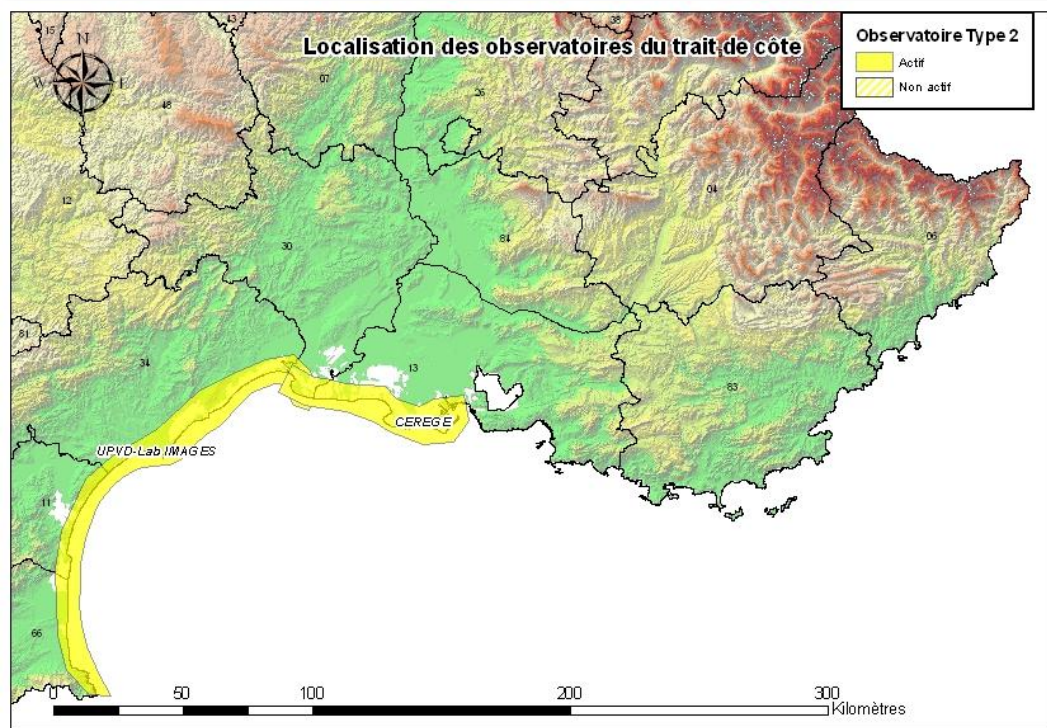 Localisation des observatoires du trait de côte
Observatoire Type 2
Actif
Non actif
N
W
E
15
43
38
07
26
48
04
12
06
30
84
81
34
13
83
CEREGE
UPVD-Lab IMAGES
11
66
0
50
100
200
300
Kilomètres